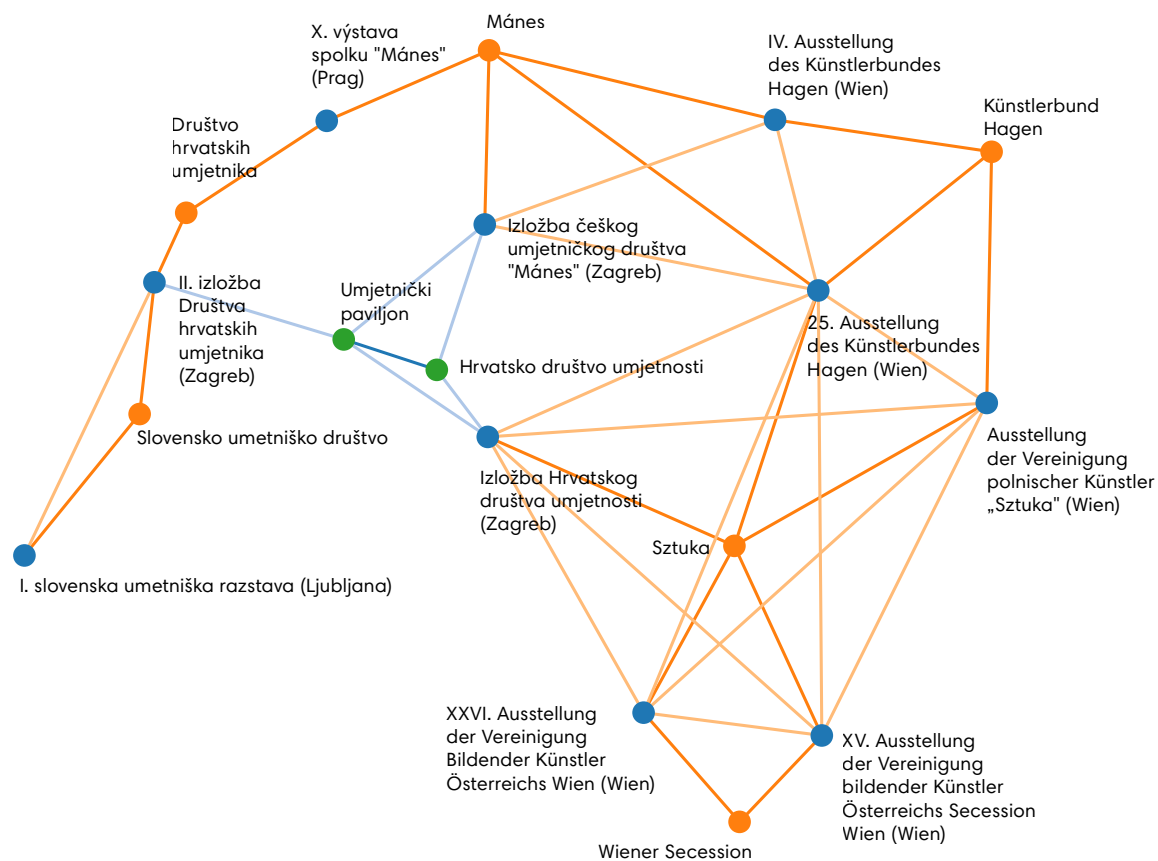 Mánes
X. výstava
spolku "Mánes"
(Prag)
IV. Ausstellung
des Künstlerbundes
Hagen (Wien)
Künstlerbund
Hagen
Društvo
hrvatskih
umjetnika
Izložba češkog
umjetničkog društva
"Mánes" (Zagreb)
II. izložba
Društva
hrvatskih
umjetnika
(Zagreb)
Umjetnički
paviljon
25. Ausstellung
des Künstlerbundes
Hagen (Wien)
Hrvatsko društvo umjetnosti
Slovensko umetniško društvo
Ausstellung
der Vereinigung
polnischer Künstler
„Sztuka" (Wien)
Izložba Hrvatskog
društva umjetnosti
(Zagreb)
Sztuka
I. slovenska umetniška razstava (Ljubljana)
XXVI. Ausstellung
der Vereinigung
Bildender Künstler
Österreichs Wien (Wien)
XV. Ausstellung
der Vereinigung
bildender Künstler
Österreichs Secession
Wien (Wien)
Wiener Secession